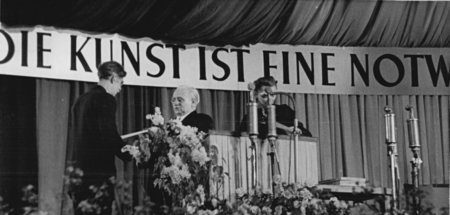 DIE KUNST IST EINE NOTW